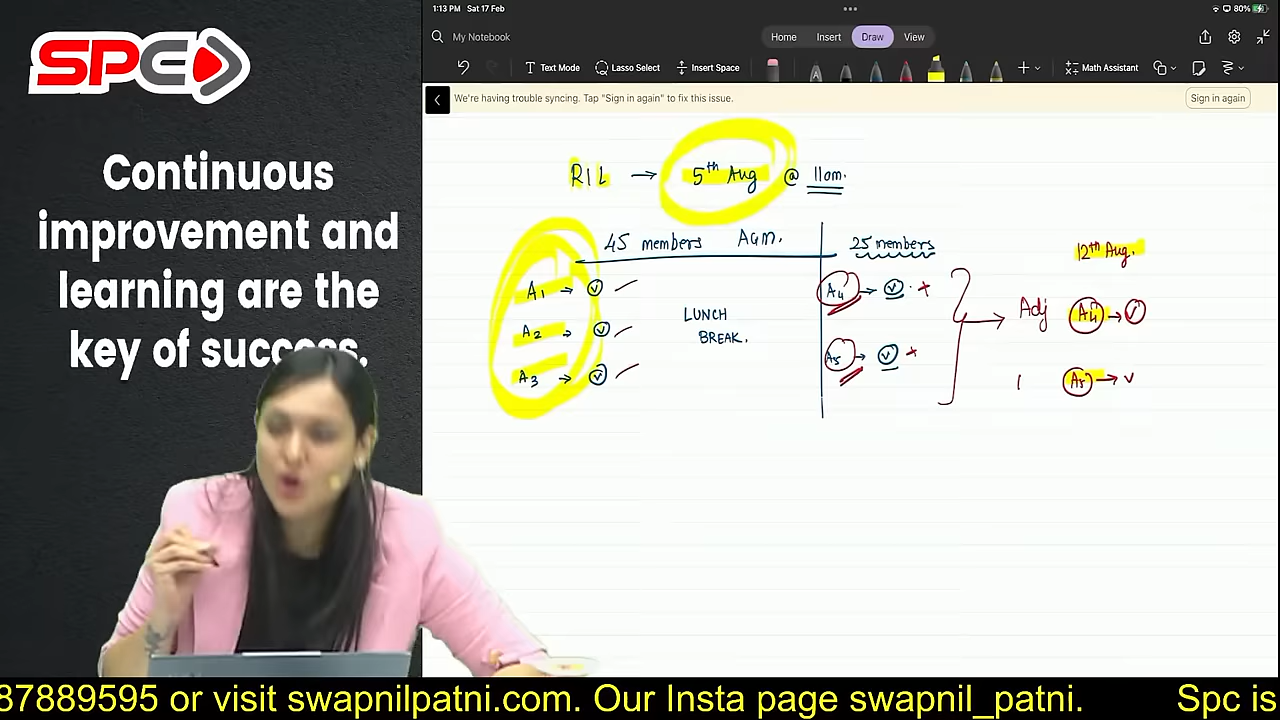 SPC
Continuous
improvement and
learning are the
key of success.
1:13 PM Sat 17 Feb
80%
My Notebook
Home
Insert
Draw
View
Text Mode
Lasso Select
Insert Space
Math Assistant
We're having trouble syncing. Tap "Sign in again" to fix this issue.
Sign in again
RIL → 5th Aug @ 11am.
45 members AGM.
25 members
12th Aug.
A1 → V
A2 → V
A3 → V
LUNCH
BREAK.
A4 → V
A5 → V
Adj A4 → V
A5 → V
87889595 or visit swapnilpatni.com. Our Insta page swapnil_patni. Spc is